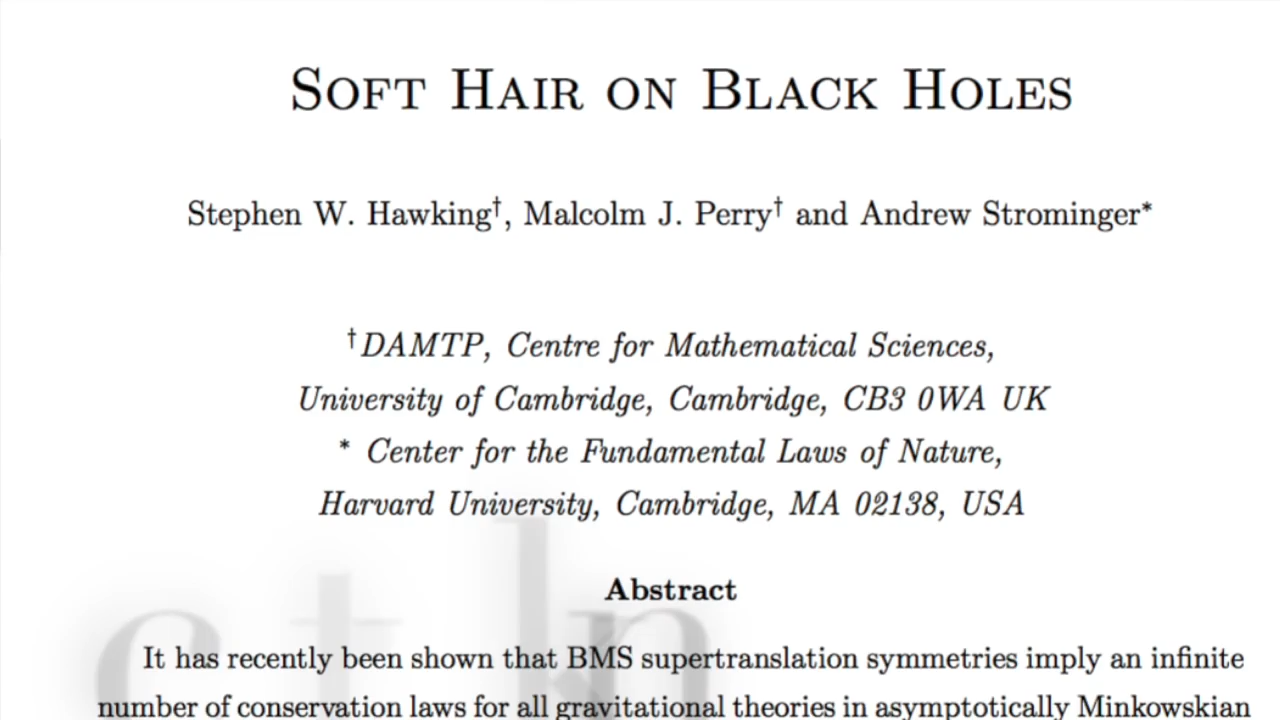 SOFT HAIR ON BLACK HOLES
Stephen W. Hawking†, Malcolm J. Perry† and Andrew Strominger*
†DAMTP, Centre for Mathematical Sciences,
University of Cambridge, Cambridge, CB3 0WA UK
* Center for the Fundamental Laws of Nature,
Harvard University, Cambridge, MA 02138, USA
Abstract
It has recently been shown that BMS supertranslation symmetries imply an infinite
number of conservation laws for all gravitational theories in asymptotically Minkowskian